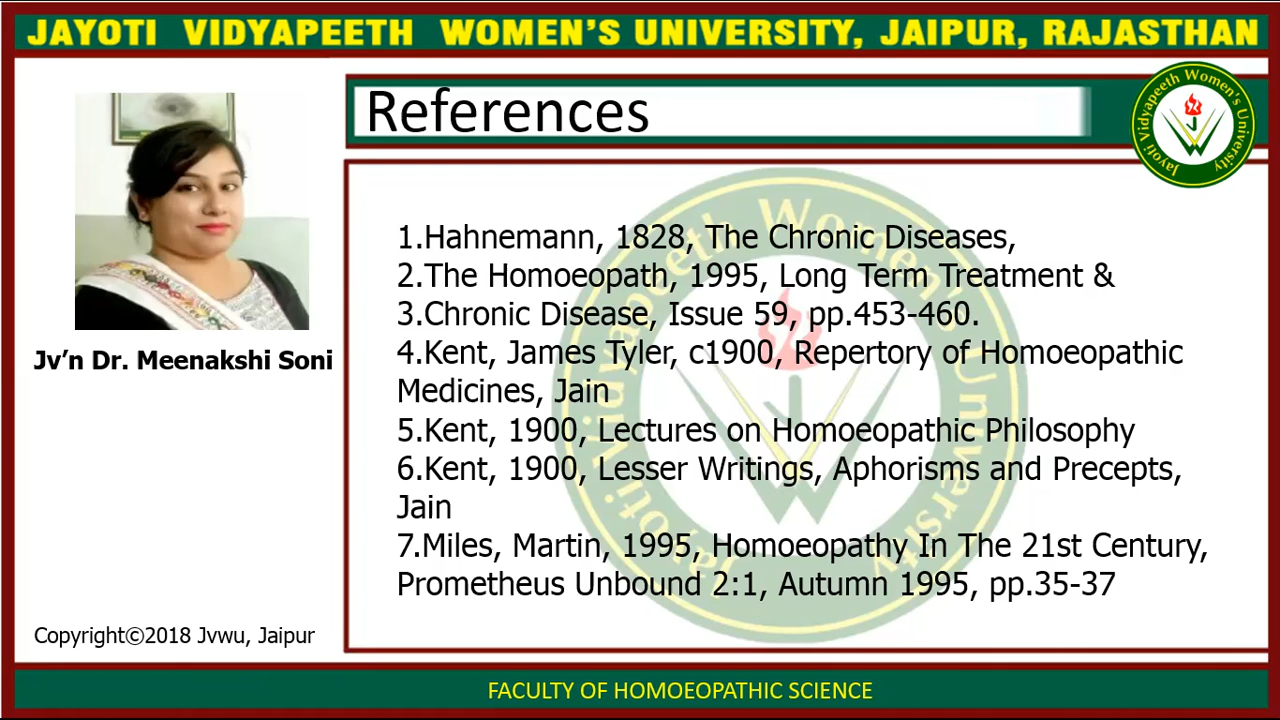 JAYOTI VIDYAPEETH WOMEN'S UNIVERSITY, JAIPUR, RAJASTHAN
References
Jayoti Vidyapeeth Women's University
1.Hahnemann, 1828, The Chronic Diseases,
2.The Homoeopath, 1995, Long Term Treatment &
3.Chronic Disease, Issue 59, pp.453-460.
4.Kent, James Tyler, c1900, Repertory of Homoeopathic
Medicines, Jain
5.Kent, 1900, Lectures on Homoeopathic Philosophy
6.Kent, 1900, Lesser Writings, Aphorisms and Precepts,
Jain
7.Miles, Martin, 1995, Homoeopathy In The 21st Century,
Prometheus Unbound 2:1, Autumn 1995, pp.35-37
Jv'n Dr. Meenakshi Soni
Copyright©2018 Jvwu, Jaipur
FACULTY OF HOMOEOPATHIC SCIENCE